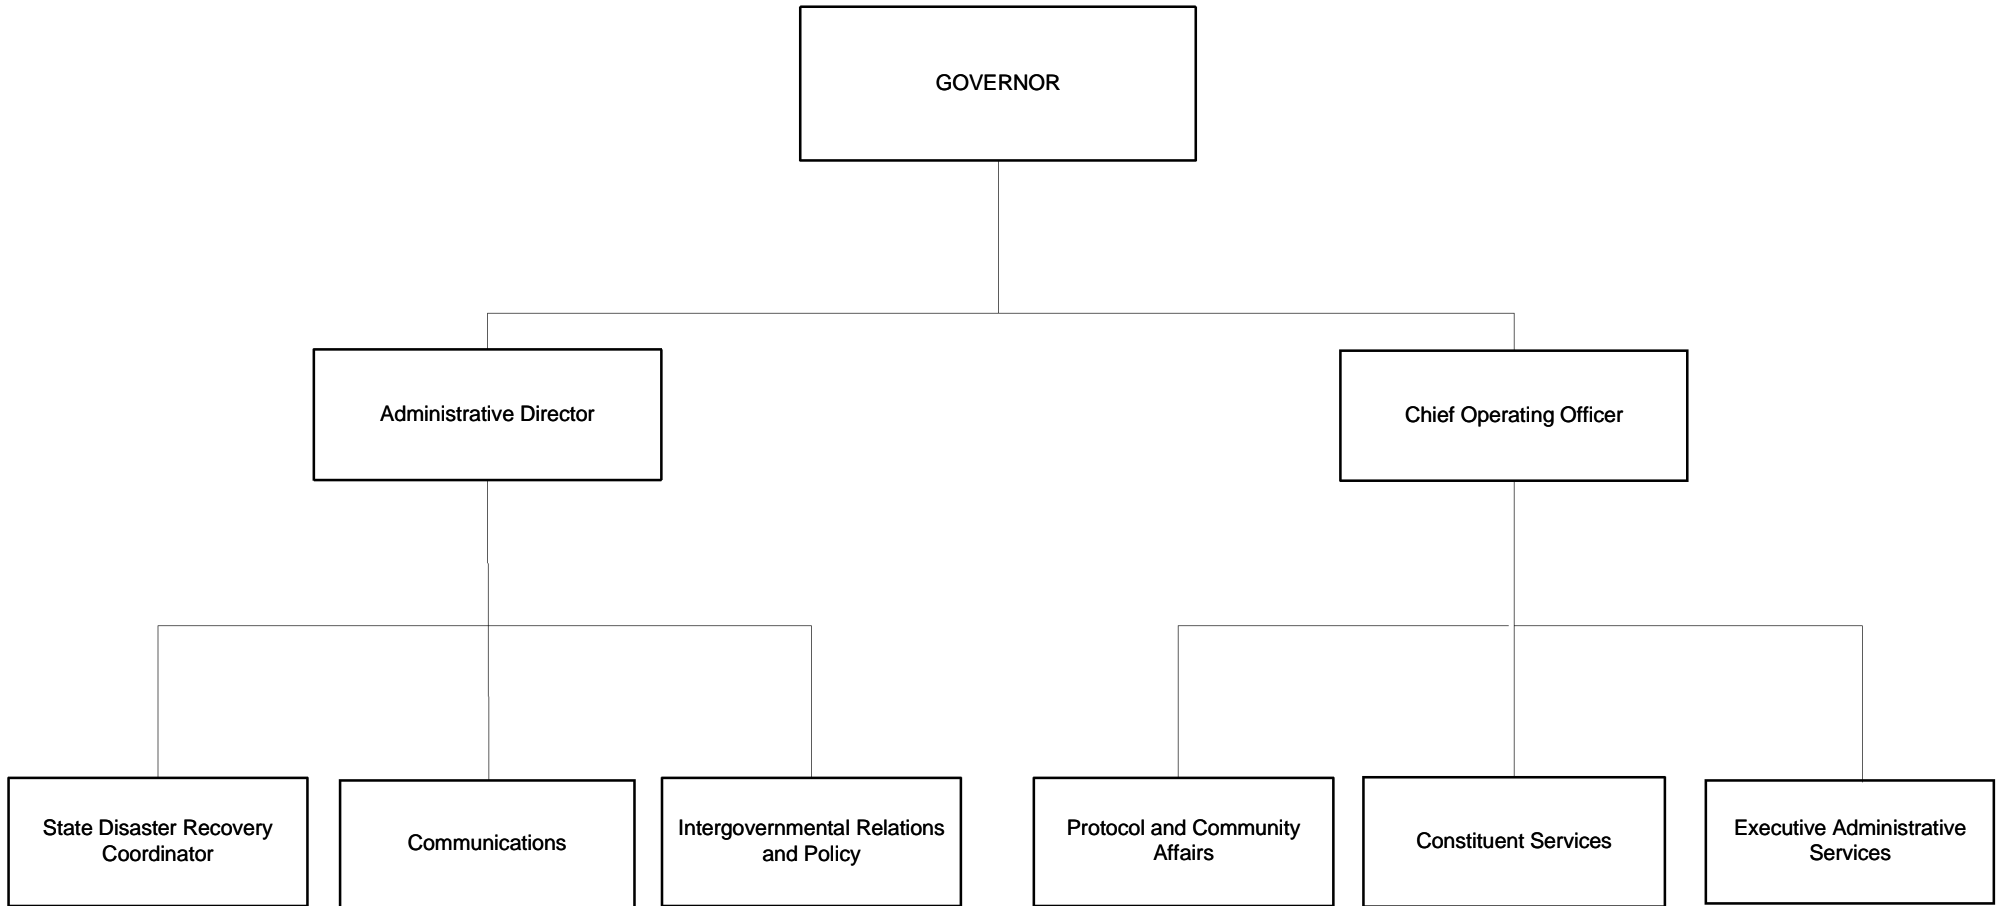 GOVERNOR
Administrative Director
Chief Operating Officer
State Disaster Recovery
Coordinator
Communications
Intergovernmental Relations
and Policy
Protocol and Community
Affairs
Constituent Services
Executive Administrative
Services